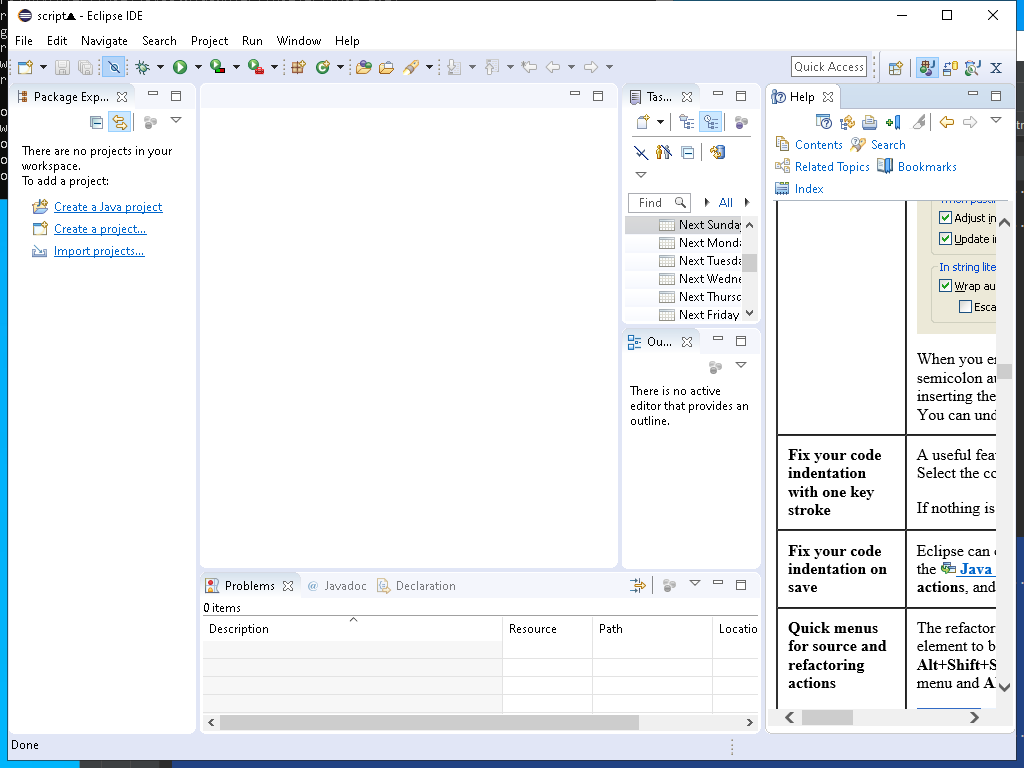 script▲ - Eclipse IDE
File Edit Navigate Search Project Run Window Help
Quick Access
Package Exp...
There are no projects in your
workspace.
To add a project:
Create a Java project
Create a project...
Import projects...
Tas...
Find All
Next Sunday
Next Monda
Next Tuesda
Next Wedne
Next Thursd
Next Friday
Ou...
There is no active
editor that provides an
outline.
Problems @ Javadoc Declaration
0 items
Description Resource Path Locatio
Help
Contents Search
Related Topics Bookmarks
Index
Adjust in
Update i
In string lite
Wrap au
Esca
When you en
semicolon au
inserting the
You can und
Fix your code
indentation
with one key
stroke
A useful fea
Select the co
If nothing is
Fix your code
indentation on
save
Eclipse can
the Java
actions, and
Quick menus
for source and
refactoring
actions
The refactor
element to b
Alt+Shift+S
menu and A
Done